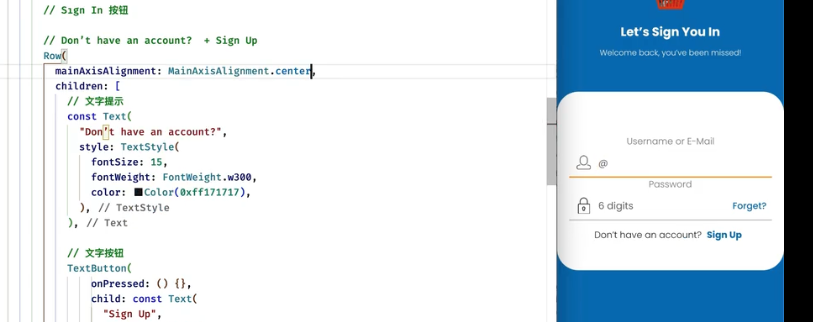 // Sign In 按钮
// Don’t have an account?  + Sign Up
Row(
mainAxisAlignment: MainAxisAlignment.center,
children: [
// 文字提示
const Text(
"Don’t have an account?",
style: TextStyle(
fontSize: 15,
fontWeight: FontWeight.w300,
color: Color(0xff171717),
), // TextStyle
), // Text
// 文字按钮
TextButton(
onPressed: () {},
child: const Text(
"Sign Up",
Let’s Sign You In
Welcome back, you’ve been missed!
Username or E-Mail
@
Password
6 digits Forget?
Don’t have an account? Sign Up